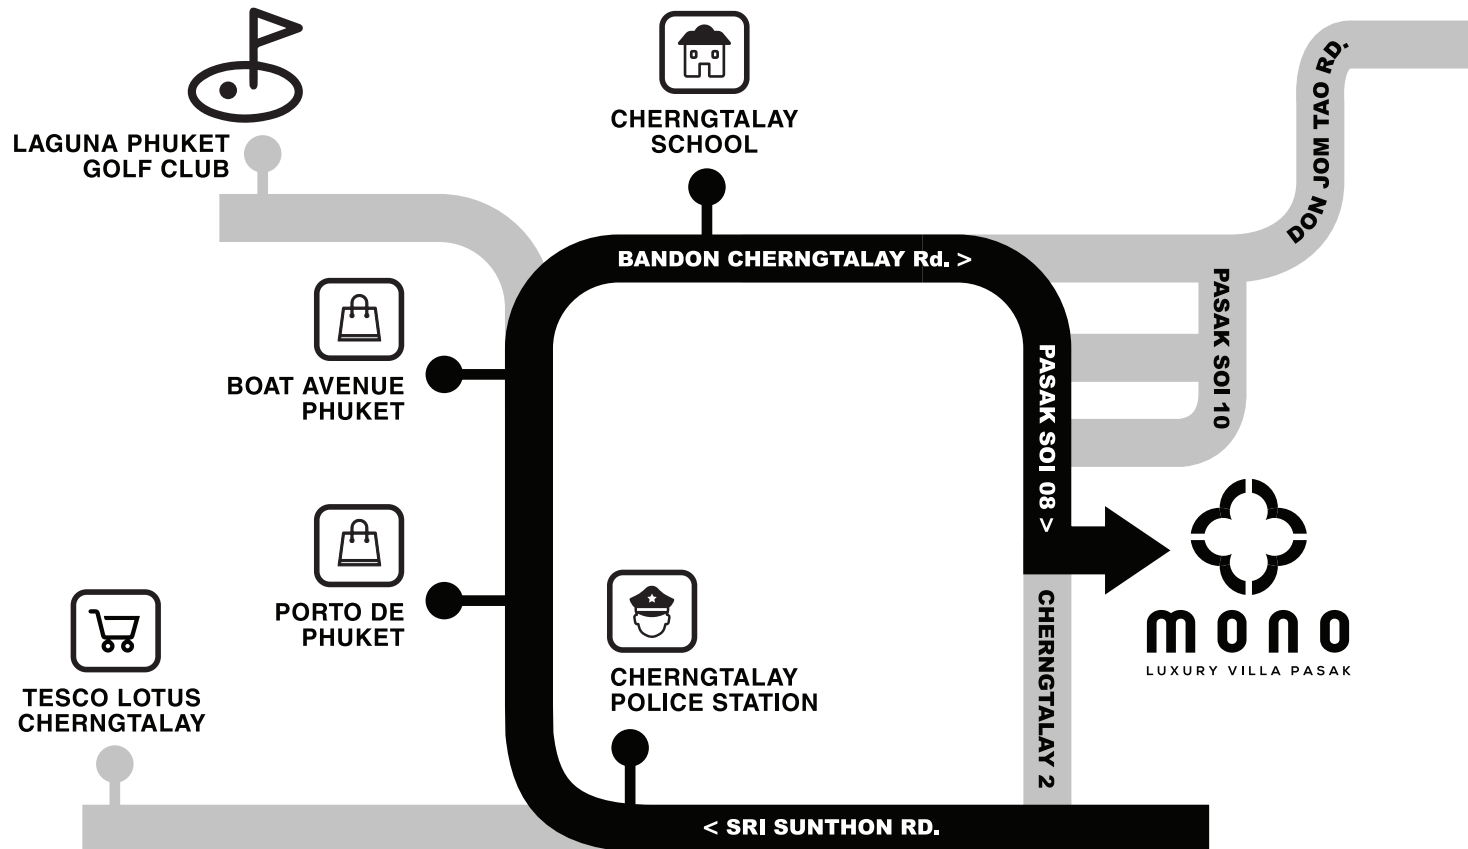 LAGUNA PHUKET
GOLF CLUB
CHERNGTALAY
SCHOOL
DON JOM TAO RD.
BANDON CHERNGTALAY Rd. >
PASAK SOI 10
BOAT AVENUE
PHUKET
PASAK SOI 08 >
PORTO DE
PHUKET
CHERNGTALAY 2
mono
LUXURY VILLA PASAK
TESCO LOTUS
CHERNGTALAY
CHERNGTALAY
POLICE STATION
< SRI SUNTHON RD.